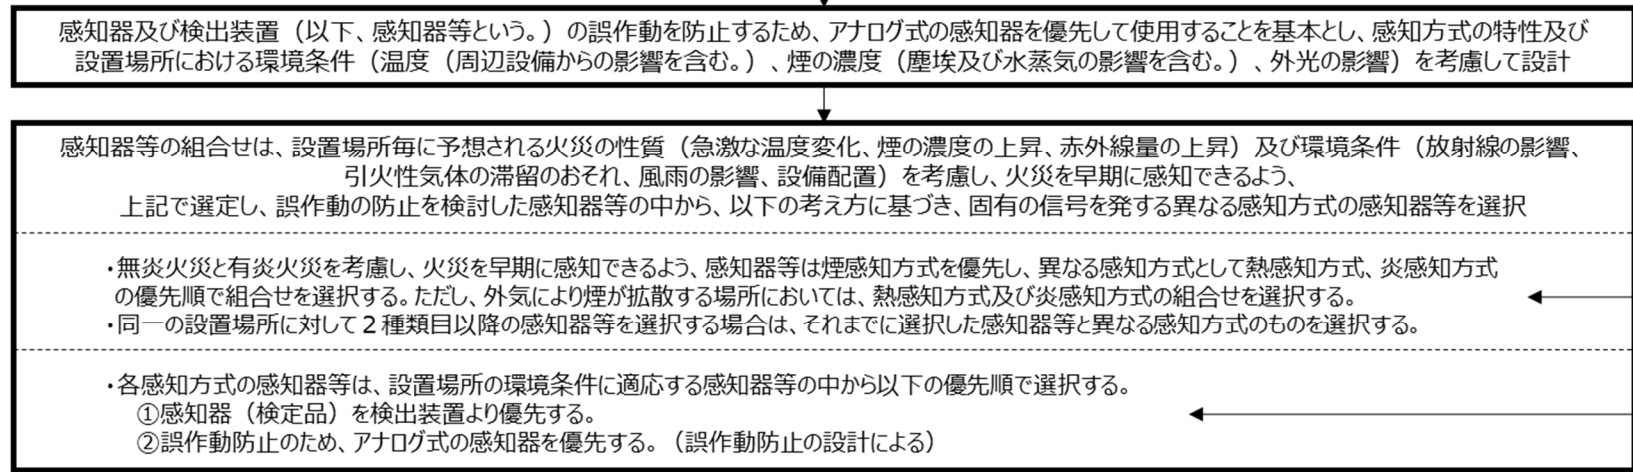 感知器及び検出装置（以下、感知器等という。）の誤作動を防止するため、アナログ式の感知器を優先して使用することを基本とし、感知方式の特性及び
設置場所における環境条件（温度（周辺設備からの影響を含む。）、煙の濃度（塵埃及び水蒸気の影響を含む。）、外光の影響）を考慮して設計
感知器等の組合せは、設置場所毎に予想される火災の性質（急激な温度変化、煙の濃度の上昇、赤外線量の上昇）及び環境条件（放射線の影響、
引火性気体の滞留のおそれ、風雨の影響、設備配置）を考慮し、火災を早期に感知できるよう、
上記で選定し、誤作動の防止を検討した感知器等の中から、以下の考え方に基づき、固有の信号を発する異なる感知方式の感知器等を選択
・無炎火災と有炎火災を考慮し、火災を早期に感知できるよう、感知器等は煙感知方式を優先し、異なる感知方式として熱感知方式、炎感知方式
の優先順で組合せを選択する。ただし、外気により煙が拡散する場所においては、熱感知方式及び炎感知方式の組合せを選択する。
・同一の設置場所に対して２種類目以降の感知器等を選択する場合は、それまでに選択した感知器等と異なる感知方式のものを選択する。
・各感知方式の感知器等は、設置場所の環境条件に適応する感知器等の中から以下の優先順で選択する。
①感知器（検定品）を検出装置より優先する。
②誤作動防止のため、アナログ式の感知器を優先する。（誤作動防止の設計による）